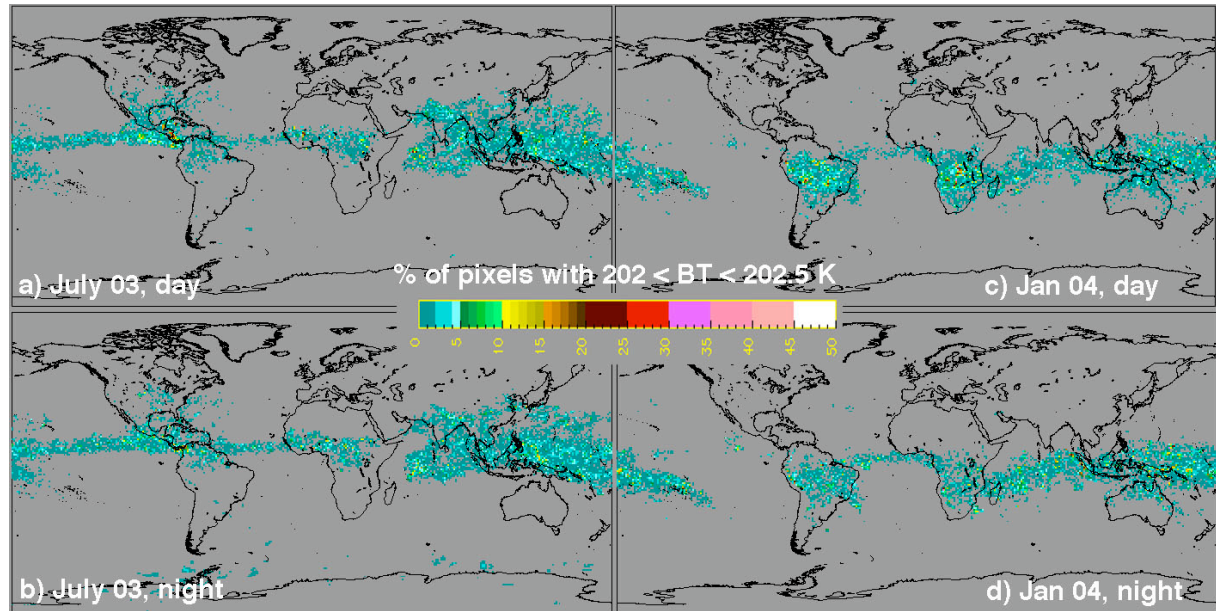 a) July 03, day
c) Jan 04, day
% of pixels with 202 < BT < 202.5 K
0 5 10 15 20 25 30 35 40 45 50
b) July 03, night
d) Jan 04, night